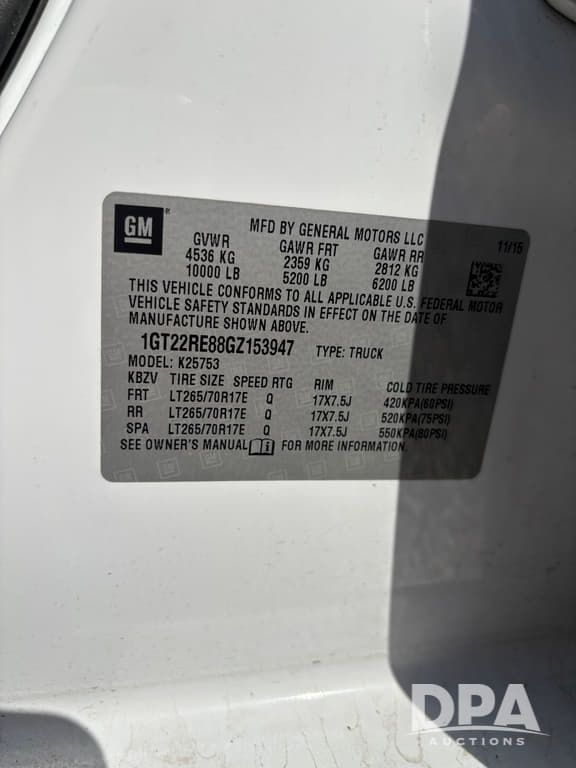 GM®
MFD BY GENERAL MOTORS LLC 11/15
GVWR GAWR FRT GAWR RR
4536 KG 2359 KG 2812 KG
10000 LB 5200 LB 6200 LB
THIS VEHICLE CONFORMS TO ALL APPLICABLE U.S. FEDERAL MOTOR
VEHICLE SAFETY STANDARDS IN EFFECT ON THE DATE OF
MANUFACTURE SHOWN ABOVE.
1GT22RE88GZ153947 TYPE: TRUCK
MODEL: K25753
KBZV TIRE SIZE SPEED RTG RIM COLD TIRE PRESSURE
FRT LT265/70R17E Q 17X7.5J 420KPA(60PSI)
RR LT265/70R17E Q 17X7.5J 520KPA(75PSI)
SPA LT265/70R17E Q 17X7.5J 550KPA(80PSI)
SEE OWNER'S MANUAL FOR MORE INFORMATION.
DPA
AUCTIONS